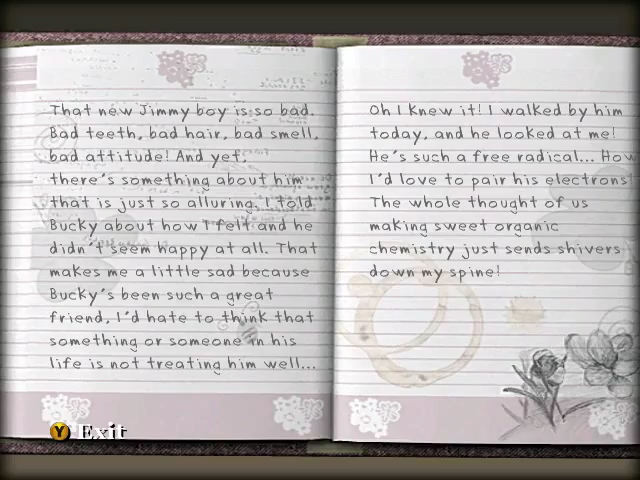 That new Jimmy boy is so bad.
Bad teeth, bad hair, bad smell,
bad attitude! And yet,
there's something about him
that is just so alluring. I told
Bucky about how I felt and he
didn't seem happy at all. That
makes me a little sad because
Bucky's been such a great
friend, I'd hate to think that
something or someone in his
life is not treating him well...
Oh I knew it! I walked by him
today, and he looked at me!
He's such a free radical... How
I'd love to pair his electrons!
The whole thought of us
making sweet organic
chemistry just sends shivers
down my spine!
Y Exit